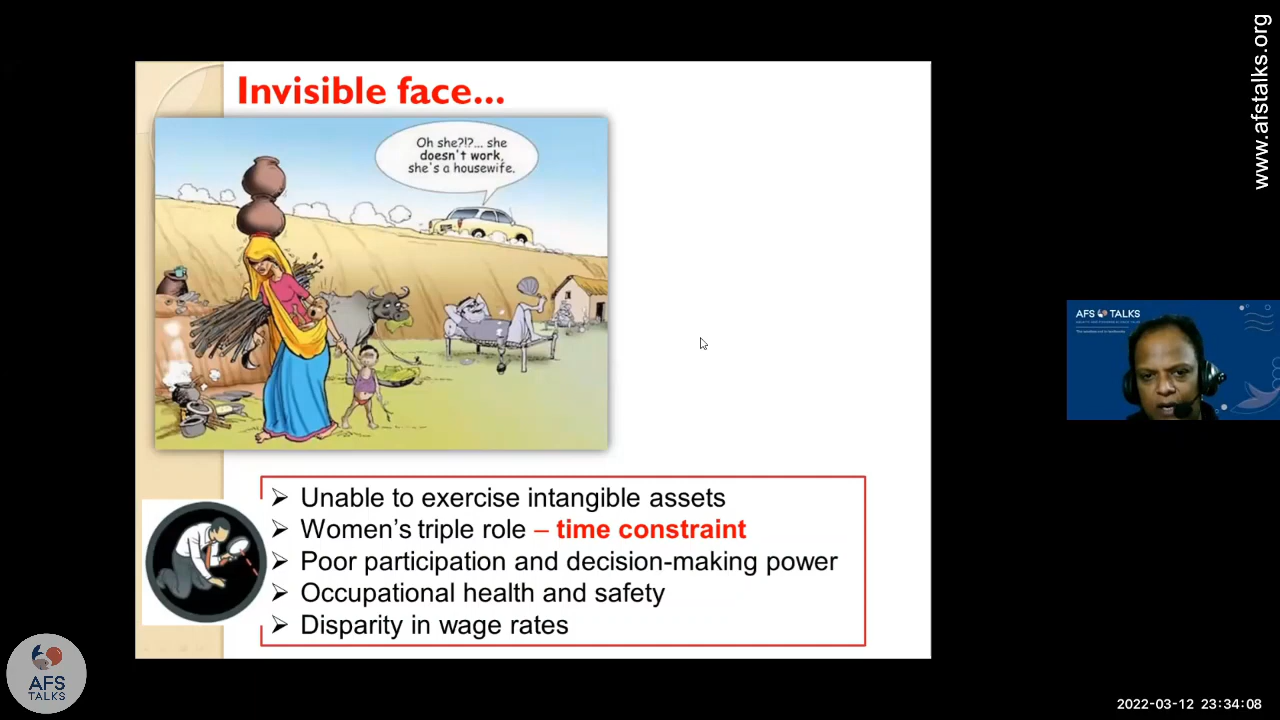 Invisible face...
Oh she?!?... she
doesn't work,
she's a housewife.
➢ Unable to exercise intangible assets
➢ Women's triple role – time constraint
➢ Poor participation and decision-making power
➢ Occupational health and safety
➢ Disparity in wage rates
AFS
TALKS
www.afstalks.org
AFS TALKS
2022-03-12 23:34:08